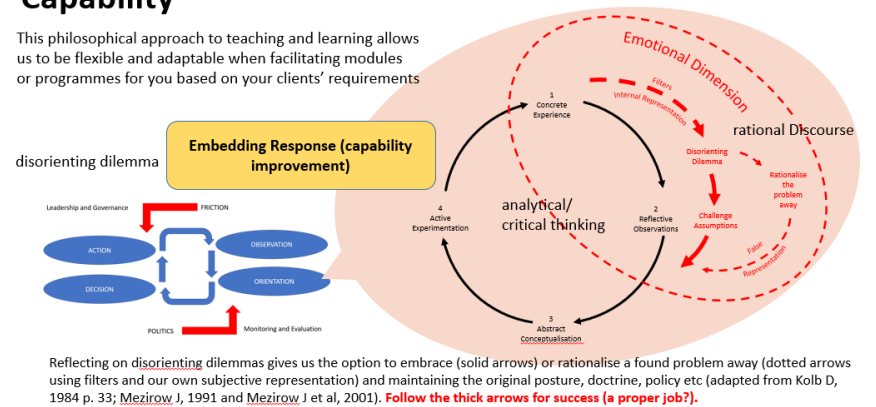 Capability
This philosophical approach to teaching and learning allows
us to be flexible and adaptable when facilitating modules
or programmes for you based on your clients’ requirements
disorienting dilemma
Embedding Response (capability
improvement)
Leadership and Governance
FRICTION
ACTION
OBSERVATION
DECISION
ORIENTATION
POLITICS
Monitoring and Evaluation
Emotional Dimension
Filters
Internal Representation
1
Concrete
Experience
rational Discourse
Disorienting
Dilemma
Rationalise
the
problem
away
analytical/
critical thinking
2
Reflective
Observations
Challenge
Assumptions
False
Representation
4
Active
Experimentation
3
Abstract
Conceptualisation
Reflecting on disorienting dilemmas gives us the option to embrace (solid arrows) or rationalise a found problem away (dotted arrows
using filters and our own subjective representation) and maintaining the original posture, doctrine, policy etc (adapted from Kolb D,
1984 p. 33; Mezirow J, 1991 and Mezirow J et al, 2001). Follow the thick arrows for success (a proper job?).